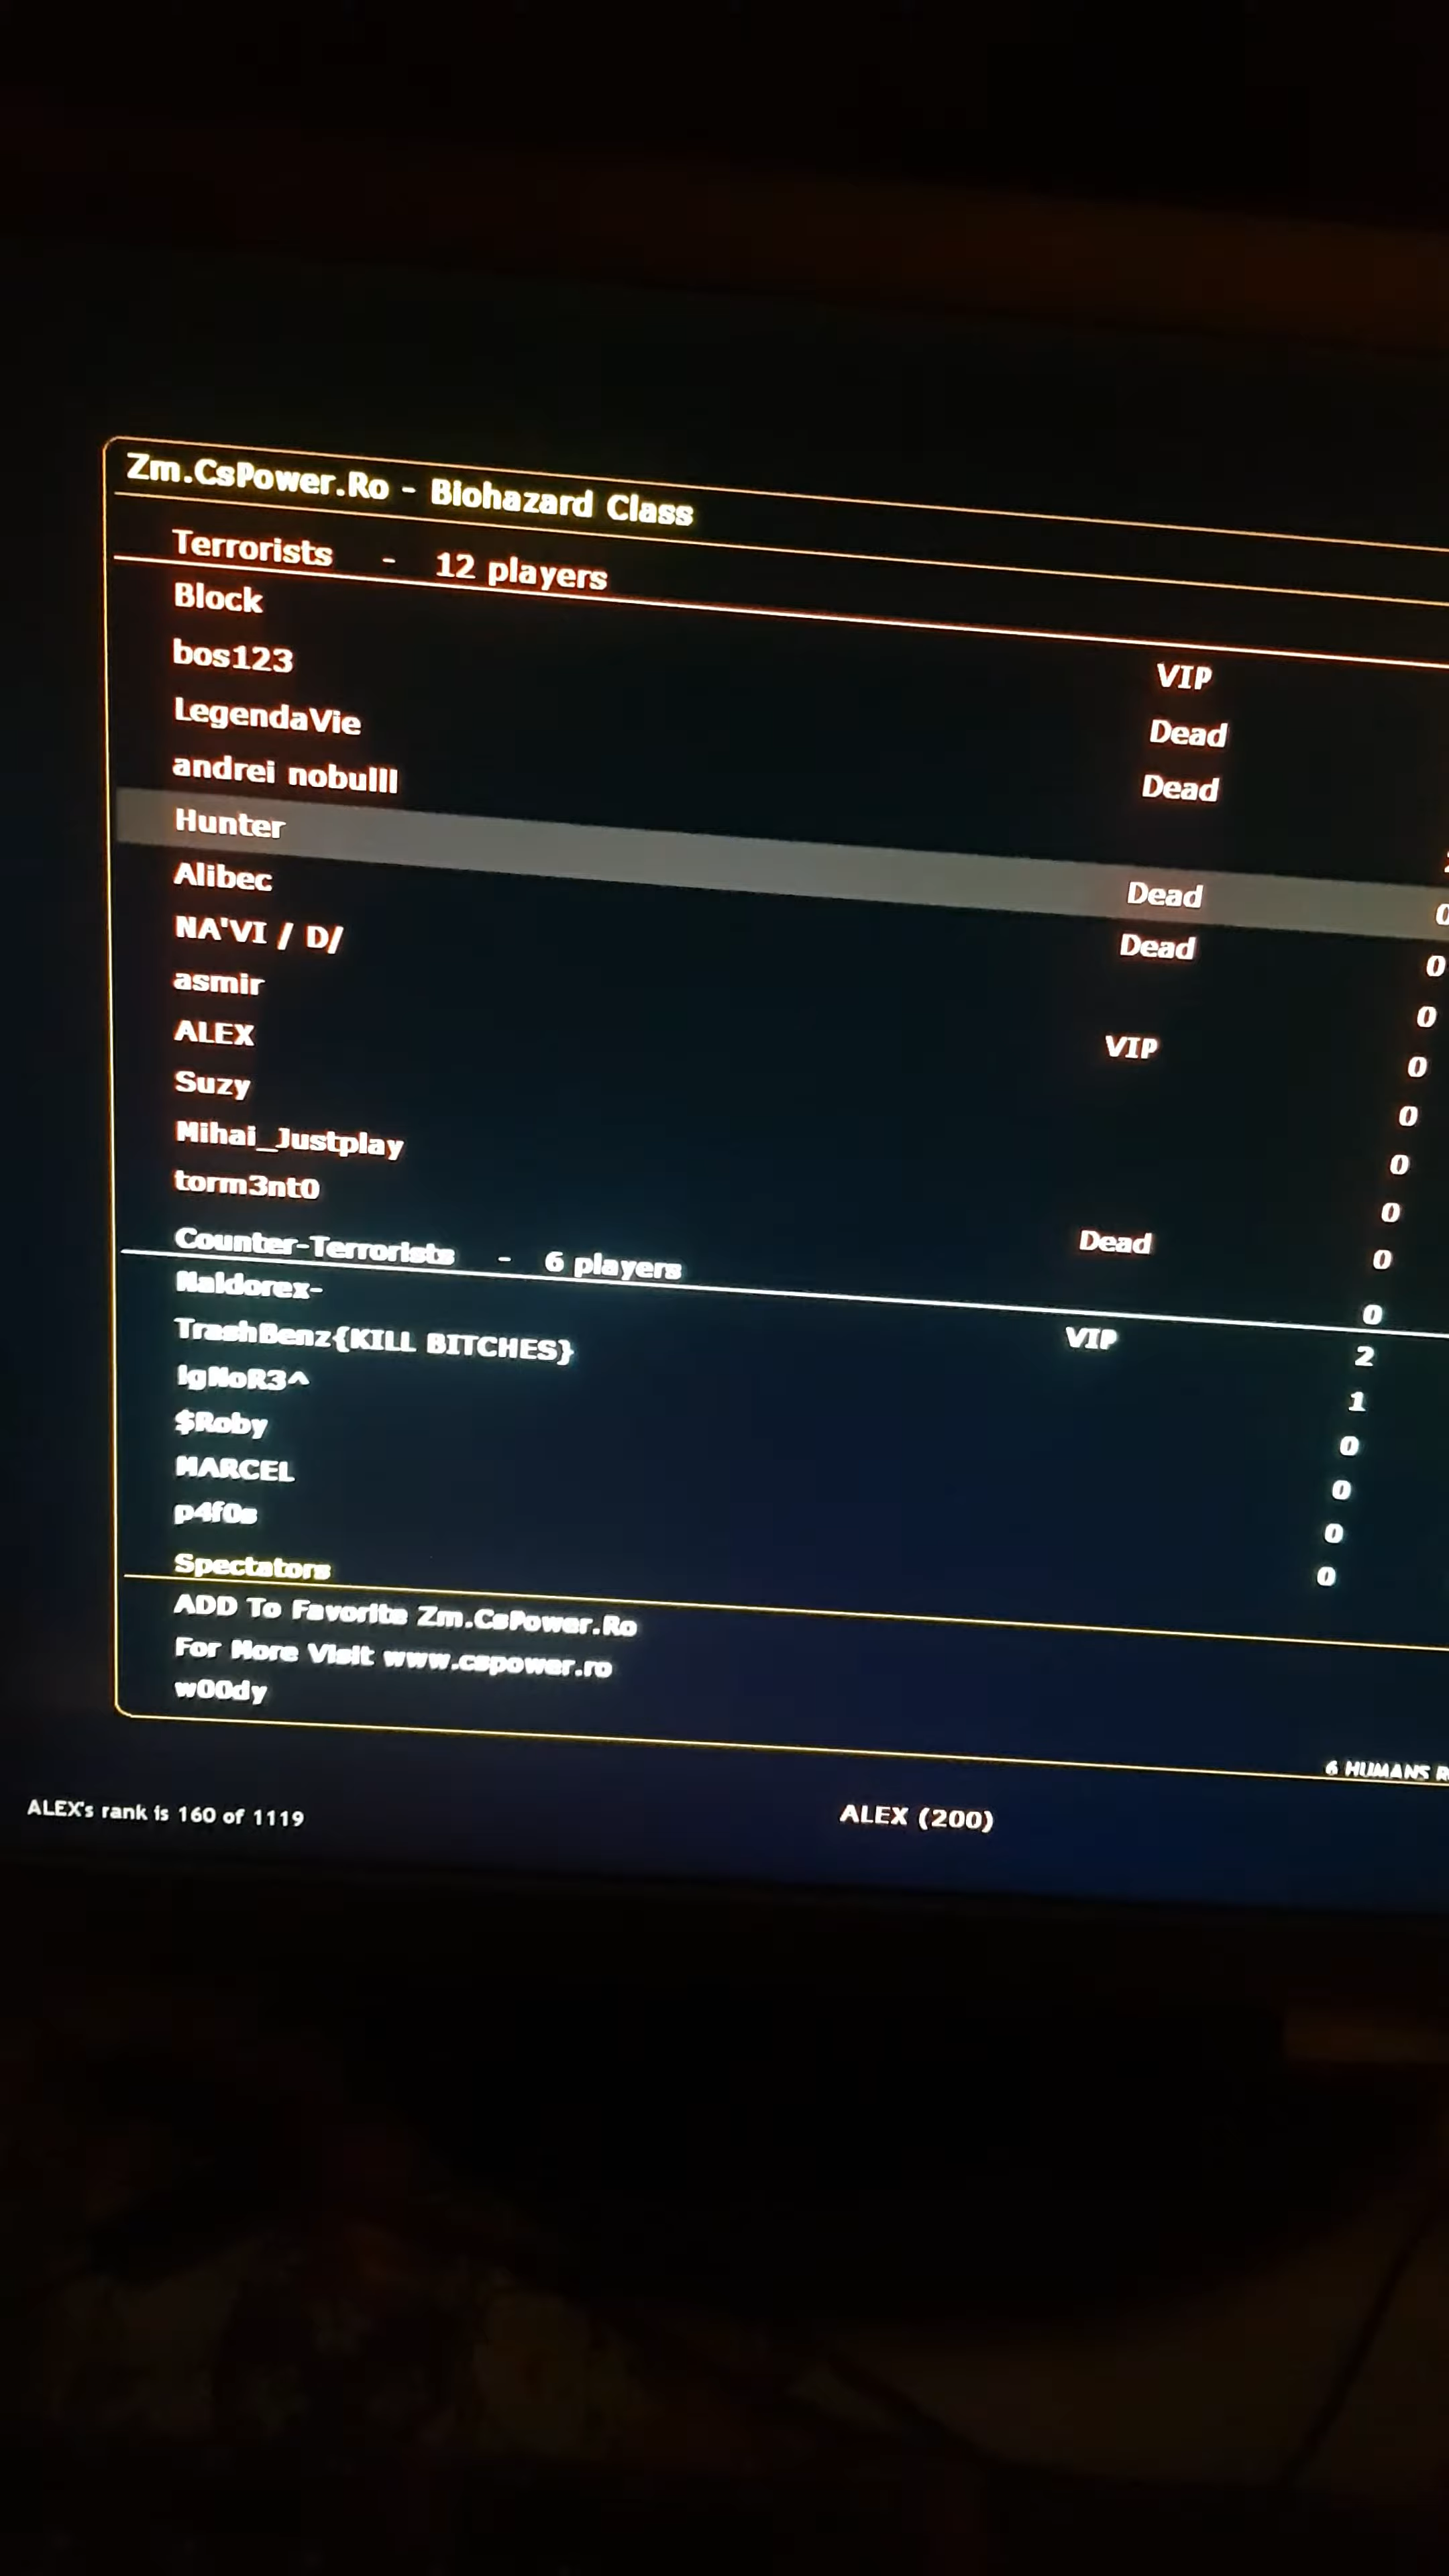 Zm.CsPower.Ro - Biohazard Class
Terrorists - 12 players
Block VIP
bos123 Dead
LegendaVie Dead
andrei nobulll
Hunter Dead 0
Alibec Dead 0
NA'VI / D/ 0
asmir VIP 0
ALEX 0
Suzy 0
Mihai_Justplay 0
torm3nt0 Dead 0
Counter-Terrorists - 6 players 0
Naldorex- VIP 2
TrashBenz{KILL BITCHES} 1
IgNoR3^ 0
$Roby 0
MARCEL 0
p4f0s 0
Spectators
ADD To Favorite Zm.CsPower.Ro
For More Visit www.cspower.ro
w00dy
6 HUMANS
ALEX's rank is 160 of 1119
ALEX (200)